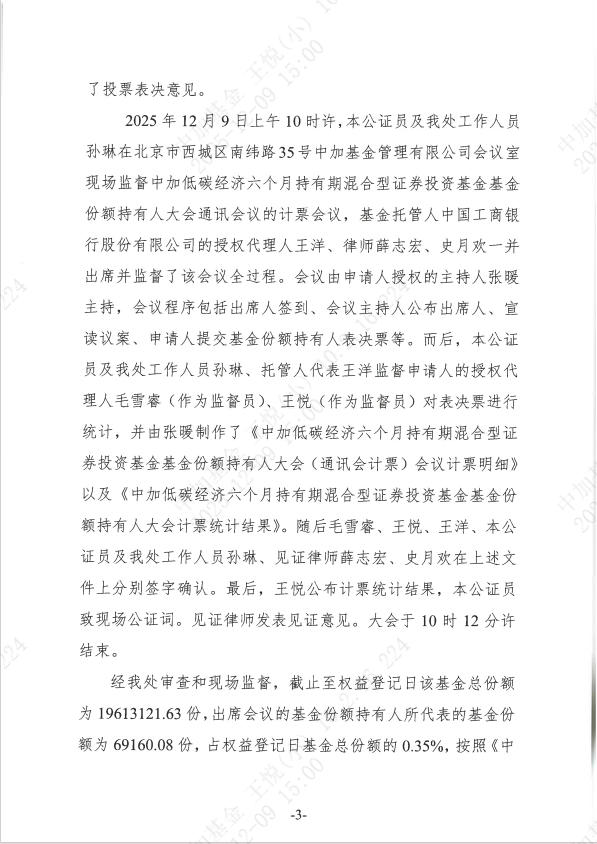 了投票表决意见。
2025 年 12 月 9 日上午 10 时许，本公证员及我处工作人员
孙琳在北京市西城区南纬路 35 号中加基金管理有限公司会议室
现场监督中加低碳经济六个月持有期混合型证券投资基金基金
份额持有人大会通讯会议的计票会议，基金托管人中国工商银
行股份有限公司的授权代理人王洋、律师薛志宏、史月欢一并
出席并监督了该会议全过程。会议由申请人授权的主持人张暖
主持，会议程序包括出席人签到、会议主持人公布出席人、宣
读议案、申请人提交基金份额持有人表决票等。而后，本公证
员及我处工作人员孙琳、托管人代表王洋监督申请人的授权代
理人毛雪睿（作为监督员）、王悦（作为监督员）对表决票进行
统计，并由张暖制作了《中加低碳经济六个月持有期混合型证
券投资基金基金份额持有人大会（通讯会计票）会议计票明细》
以及《中加低碳经济六个月持有期混合型证券投资基金基金份
额持有人大会计票统计结果》。随后毛雪睿、王悦、王洋、本公
证员及我处工作人员孙琳、见证律师薛志宏、史月欢在上述文
件上分别签字确认。最后，王悦公布计票统计结果，本公证员
致现场公证词。见证律师发表见证意见。大会于 10 时 12 分许
结束。
经我处审查和现场监督，截止至权益登记日该基金总份额
为 19613121.63 份，出席会议的基金份额持有人所代表的基金份
额为 69160.08 份，占权益登记日基金总份额的 0.35%，按照《中
-3-